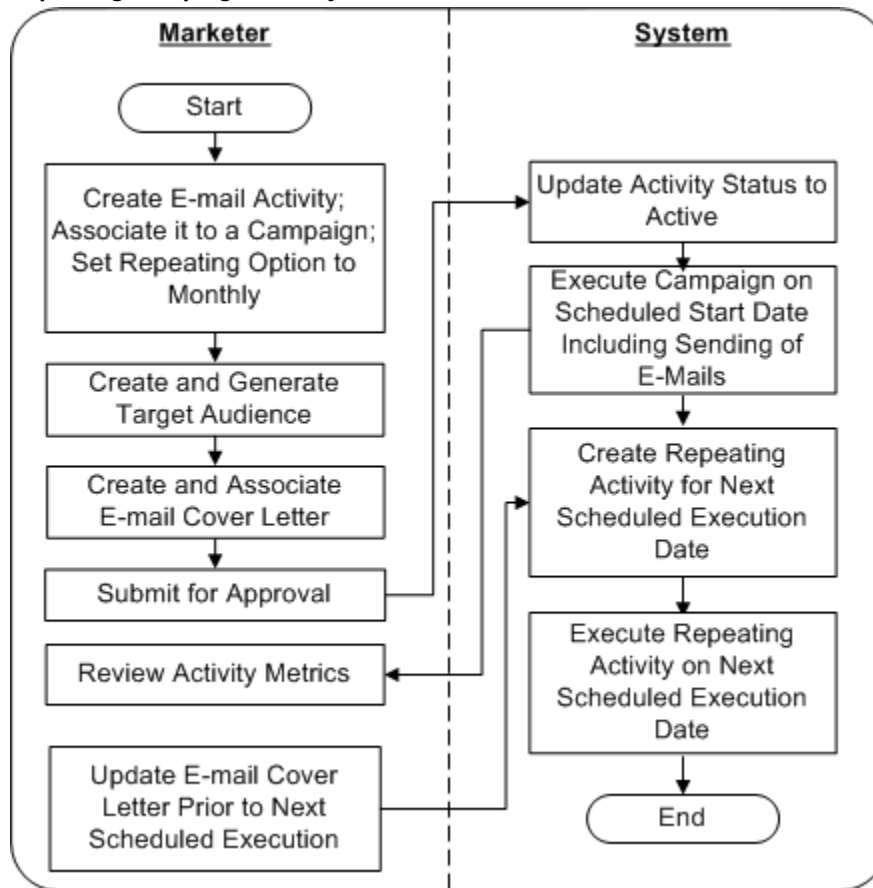 Marketer
Start
Create E-mail Activity;
Associate it to a Campaign;
Set Repeating Option to
Monthly
Create and Generate
Target Audience
Create and Associate
E-mail Cover Letter
Submit for Approval
Review Activity Metrics
Update E-mail Cover
Letter Prior to Next
Scheduled Execution
System
Update Activity Status to
Active
Execute Campaign on
Scheduled Start Date
Including Sending of
E-Mails
Create Repeating
Activity for Next
Scheduled Execution
Date
Execute Repeating
Activity on Next
Scheduled Execution
Date
End